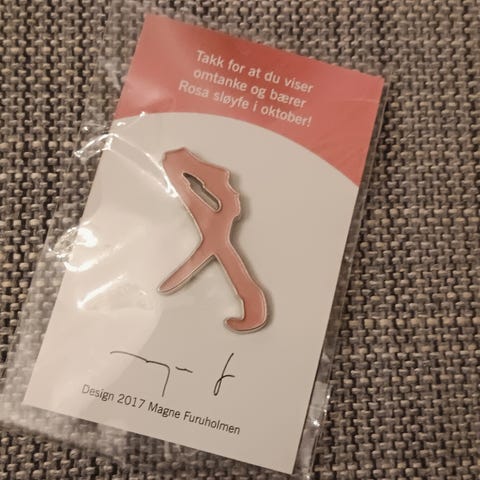 Takk for at du viser
omtanke og bærer
Rosa sløyfe i oktober!
Design 2017 Magne Furuholmen